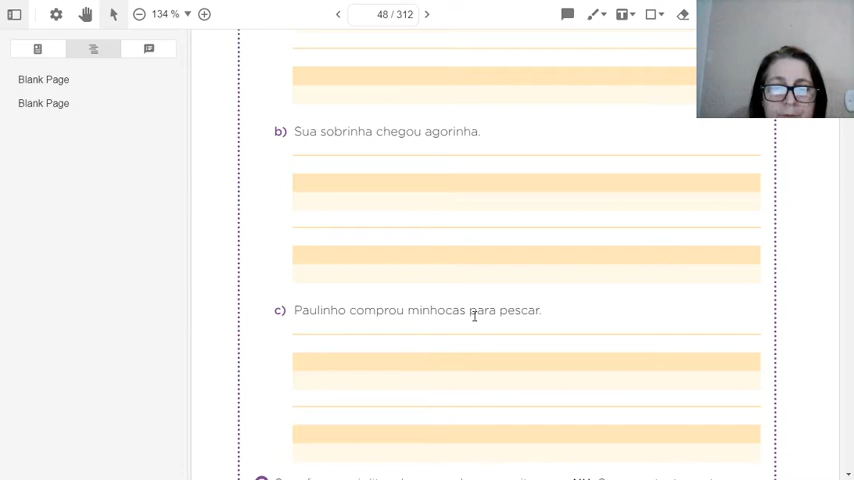 134 %
48 / 312
Blank Page
Blank Page
b) Sua sobrinha chegou agorinha.
c) Paulinho comprou minhocas para pescar.